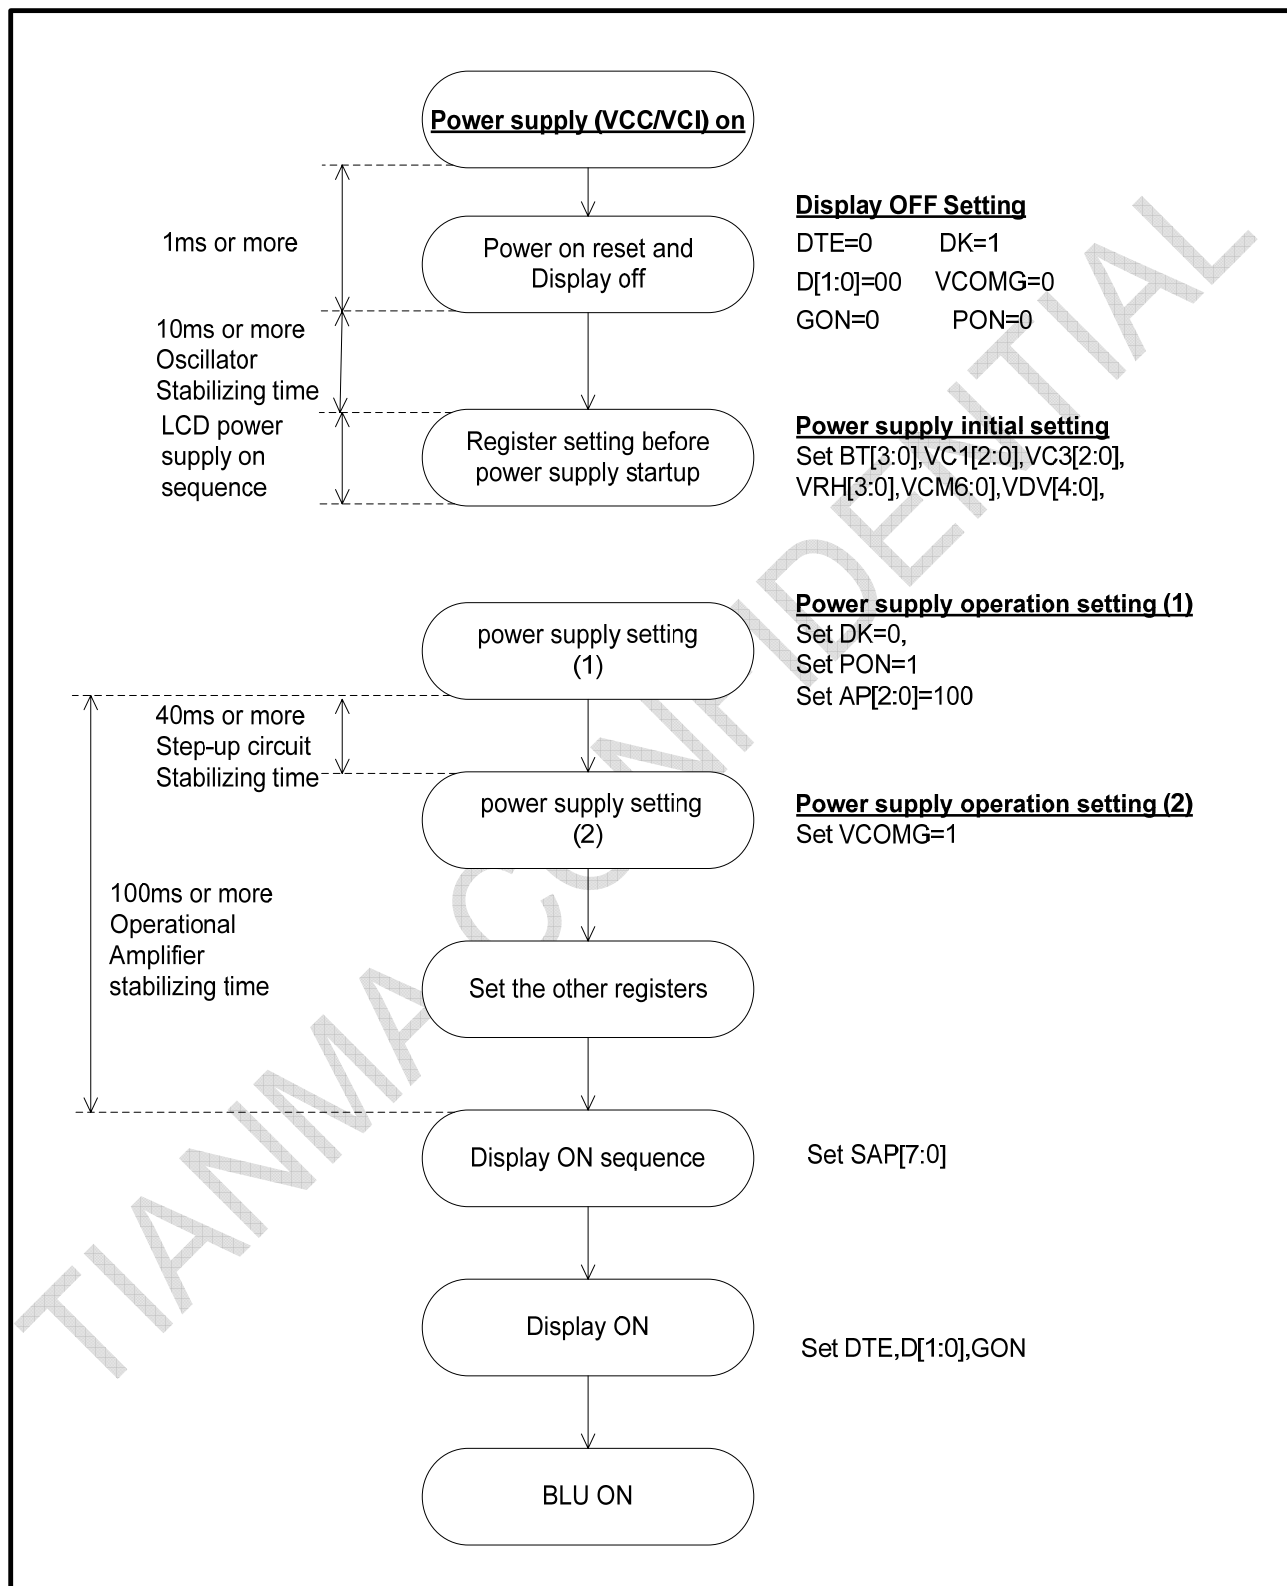 Power supply (VCC/VCI) on
1ms or more
Power on reset and
Display off
Display OFF Setting
DTE=0 DK=1
D[1:0]=00 VCOMG=0
GON=0 PON=0
10ms or more
Oscillator
Stabilizing time
LCD power
supply on
sequence
Register setting before
power supply startup
Power supply initial setting
Set BT[3:0],VC1[2:0],VC3[2:0],
VRH[3:0],VCM6:0],VDV[4:0],
power supply setting
(1)
Power supply operation setting (1)
Set DK=0,
Set PON=1
Set AP[2:0]=100
40ms or more
Step-up circuit
Stabilizing time
power supply setting
(2)
Power supply operation setting (2)
Set VCOMG=1
100ms or more
Operational
Amplifier
stabilizing time
Set the other registers
Display ON sequence
Set SAP[7:0]
Display ON
Set DTE,D[1:0],GON
BLU ON
TIANMA CONFIDENTIAL